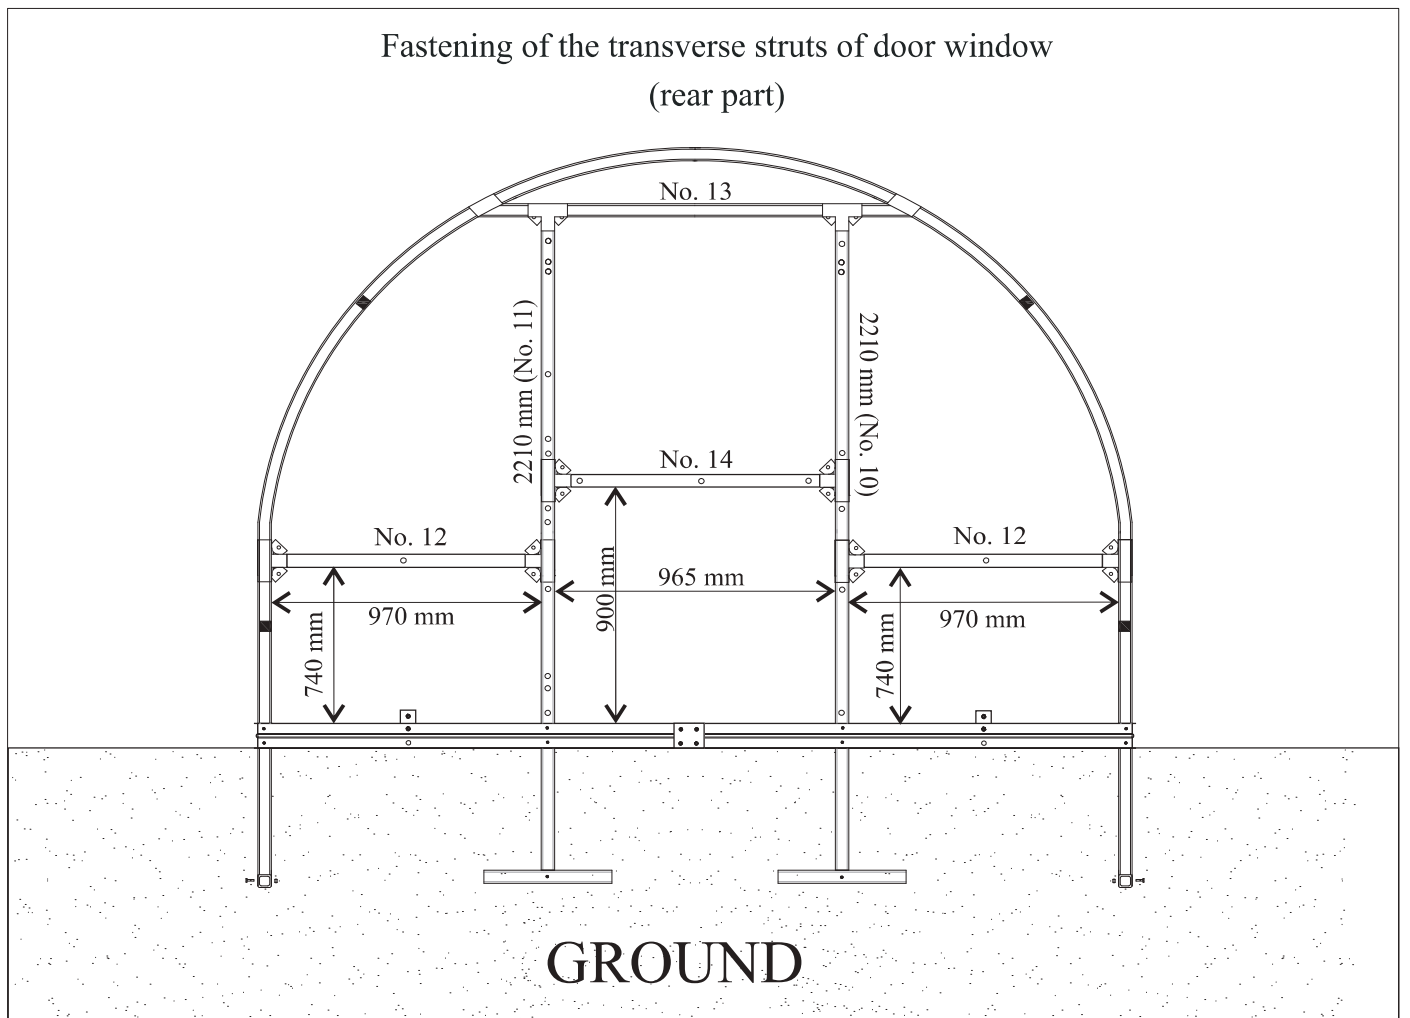 Fastening of the transverse struts of door window
(rear part)
No. 13
2210 mm (No. 11)
2210 mm (No. 10)
No. 14
No. 12
No. 12
965 mm
900 mm
970 mm
970 mm
740 mm
740 mm
GROUND